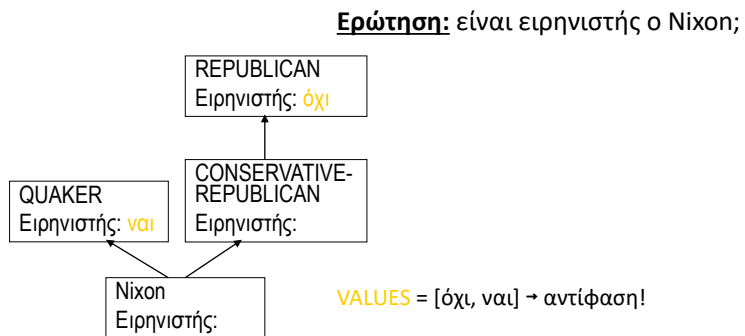 Ερώτηση: είναι ειρηνιστής ο Nixon;
REPUBLICAN
Ειρηνιστής: όχι
CONSERVATIVE-
REPUBLICAN
Ειρηνιστής:
QUAKER
Ειρηνιστής: ναι
Nixon
Ειρηνιστής:
VALUES = [όχι, ναι] → αντίφαση!